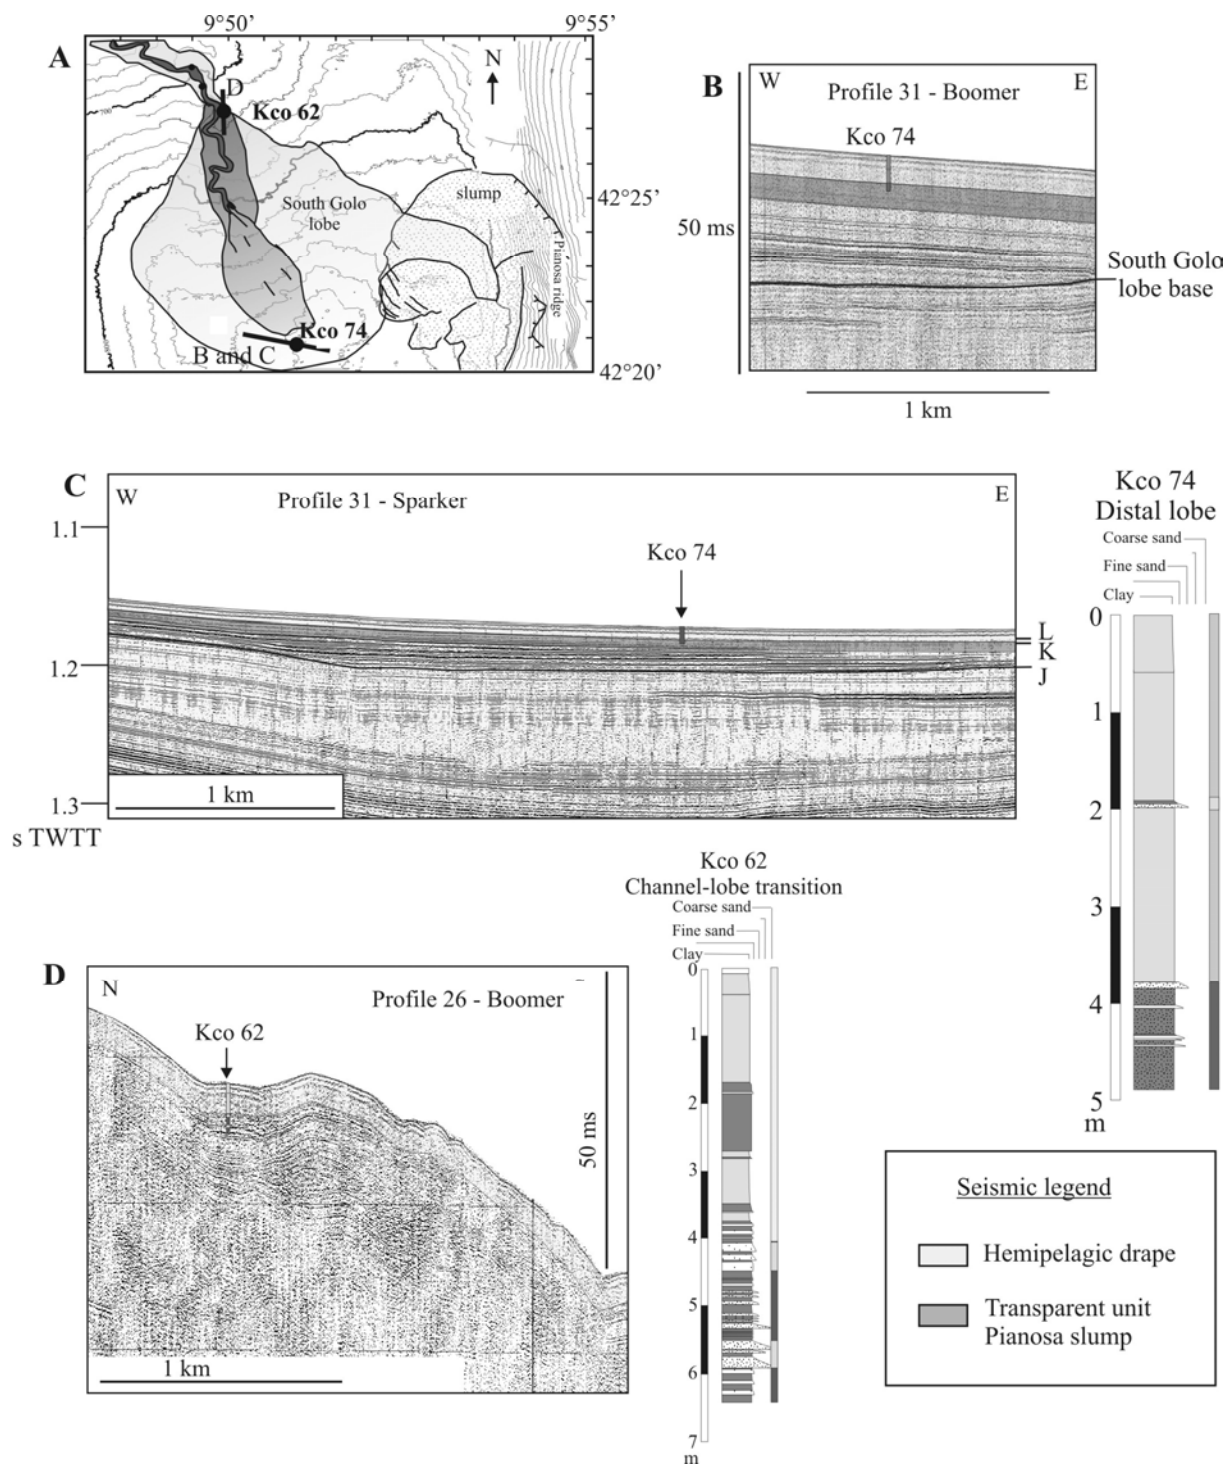 A
9°50'
9°55'
N
D
Kco 62
42°25'
slump
South Golo
lobe
Pianosa ridge
Kco 74
B and C
42°20'
B
W
E
Profile 31 - Boomer
Kco 74
50 ms
South Golo
lobe base
1 km
C
W
E
Profile 31 - Sparker
1.1
Kco 74
L
K
1.2
J
1 km
1.3
s TWTT
Kco 74
Distal lobe
Coarse sand
Fine sand
Clay
0
1
2
3
4
5
m
Kco 62
Channel-lobe transition
Coarse sand
Fine sand
Clay
0
1
2
3
4
5
6
7
m
D
N
Profile 26 - Boomer
Kco 62
50 ms
1 km
Seismic legend
Hemipelagic drape
Transparent unit
Pianosa slump